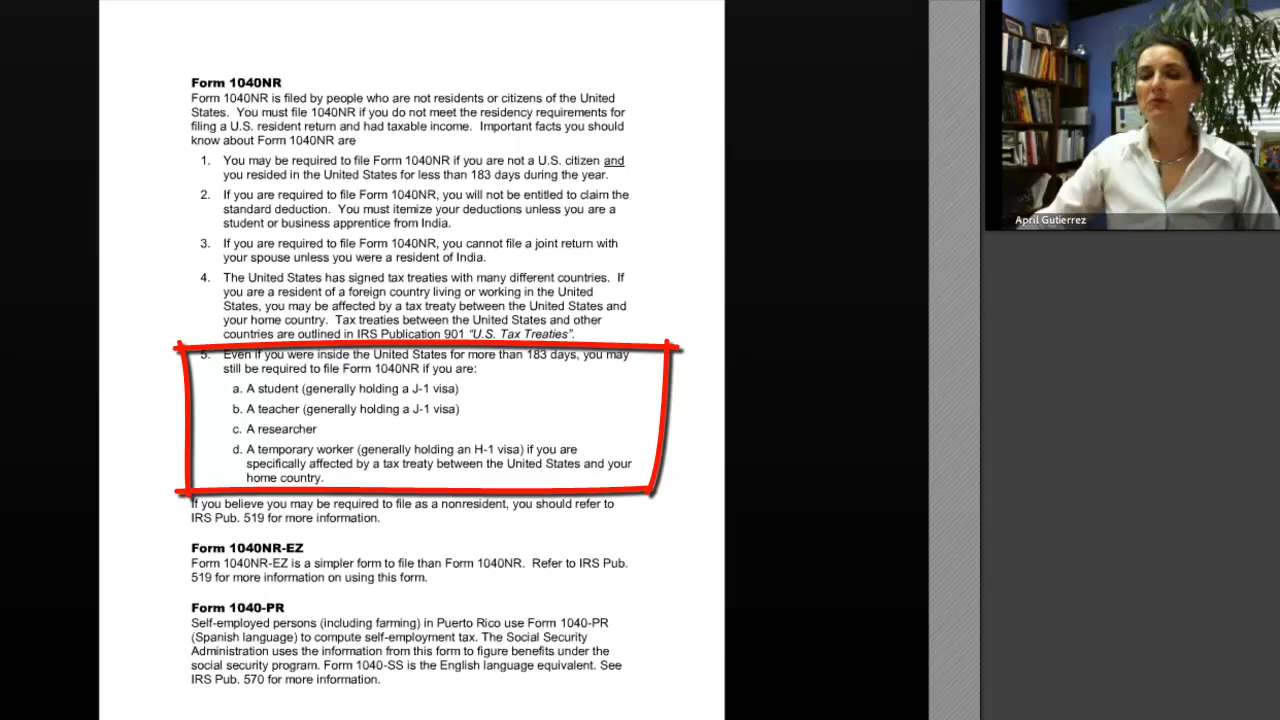 Form 1040NR
Form 1040NR is filed by people who are not residents or citizens of the United
States. You must file 1040NR if you do not meet the residency requirements for
filing a U.S. resident return and had taxable income. Important facts you should
know about Form 1040NR are
1. You may be required to file Form 1040NR if you are not a U.S. citizen and
you resided in the United States for less than 183 days during the year.
2. If you are required to file Form 1040NR, you will not be entitled to claim the
standard deduction. You must itemize your deductions unless you are a
student or business apprentice from India.
3. If you are required to file Form 1040NR, you cannot file a joint return with
your spouse unless you were a resident of India.
4. The United States has signed tax treaties with many different countries. If
you are a resident of a foreign country living or working in the United
States, you may be affected by a tax treaty between the United States and
your home country. Tax treaties between the United States and other
countries are outlined in IRS Publication 901 “U.S. Tax Treaties”.
5. Even if you were inside the United States for more than 183 days, you may
still be required to file Form 1040NR if you are:
a. A student (generally holding a J-1 visa)
b. A teacher (generally holding a J-1 visa)
c. A researcher
d. A temporary worker (generally holding an H-1 visa) if you are
specifically affected by a tax treaty between the United States and your
home country.
If you believe you may be required to file as a nonresident, you should refer to
IRS Pub. 519 for more information.
Form 1040NR-EZ
Form 1040NR-EZ is a simpler form to file than Form 1040NR. Refer to IRS Pub.
519 for more information on using this form.
Form 1040-PR
Self-employed persons (including farming) in Puerto Rico use Form 1040-PR
(Spanish language) to compute self-employment tax. The Social Security
Administration uses the information from this form to figure benefits under the
social security program. Form 1040-SS is the English language equivalent. See
IRS Pub. 570 for more information.
April Gutierrez